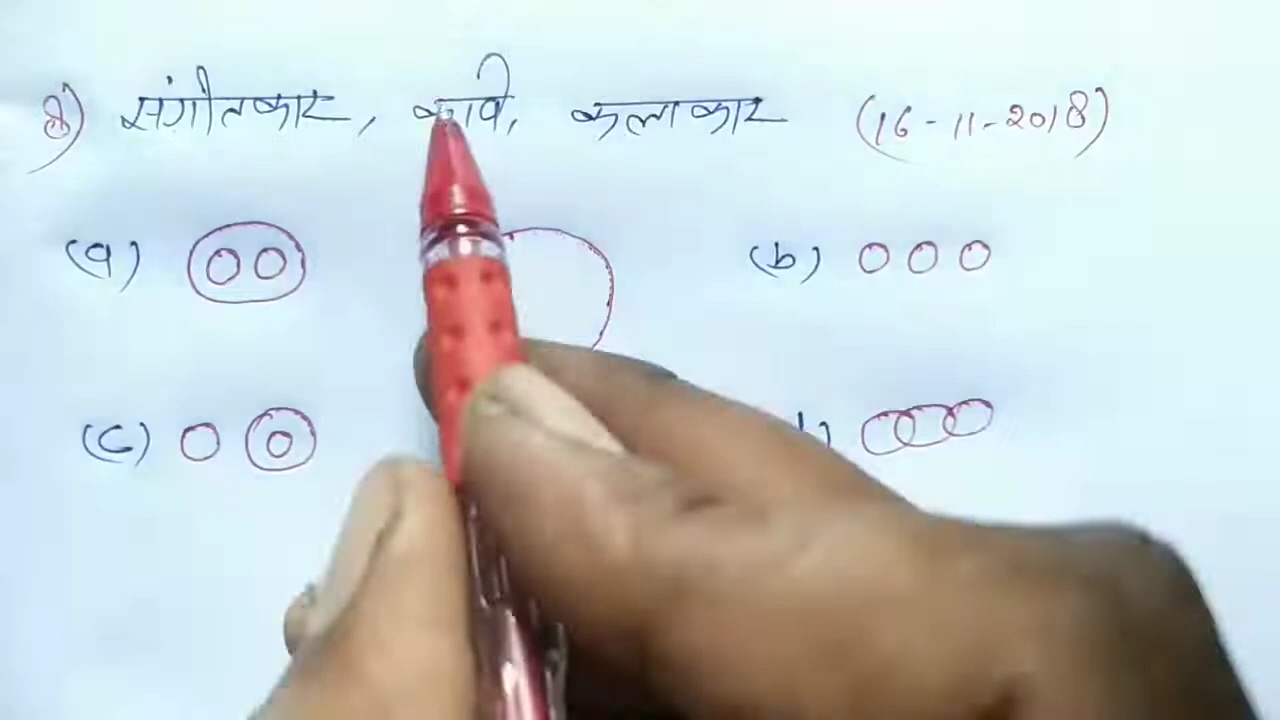 8) संगीतकार, कवि, कलाकार (16-11-2018)
(a) (b)
(c)